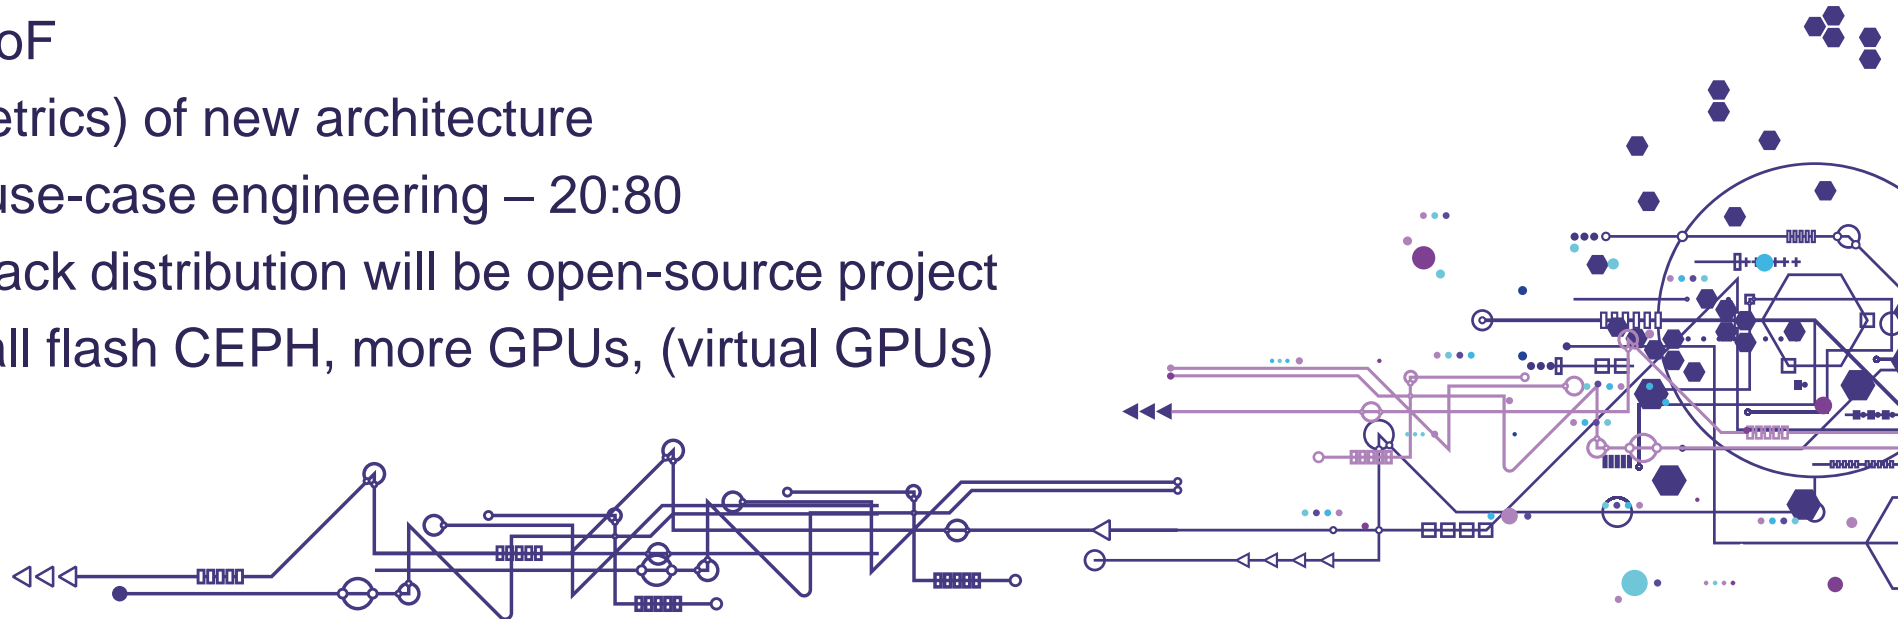 oF
etrics) of new architecture
use-case engineering – 20:80
ack distribution will be open-source project
all flash CEPH, more GPUs, (virtual GPUs)